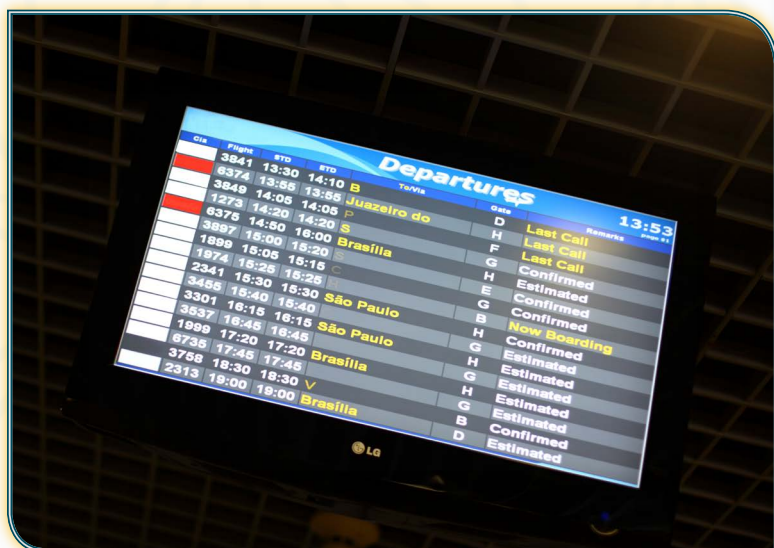 Departures
13:53
page 01
Cia Flight STD ETD To/Via Gate Remarks
3841 13:30 14:10 B D Last Call
6374 13:55 13:55 Juazeiro do H Last Call
3849 14:05 14:05 P F Last Call
1273 14:20 14:20 S G Confirmed
6375 14:50 16:00 Brasília H Estimated
3897 15:00 15:20 S E Confirmed
1899 15:05 15:15 C G Confirmed
1974 15:25 15:25 B Now Boarding
2341 15:30 15:30 São Paulo H Confirmed
3455 15:40 15:40 G Estimated
3301 16:15 16:15 São Paulo H Estimated
3537 16:45 16:45 G Estimated
1999 17:20 17:20 Brasília H Estimated
6735 17:45 17:45 G Estimated
3758 18:30 18:30 V B Confirmed
2313 19:00 19:00 Brasília D Estimated
LG